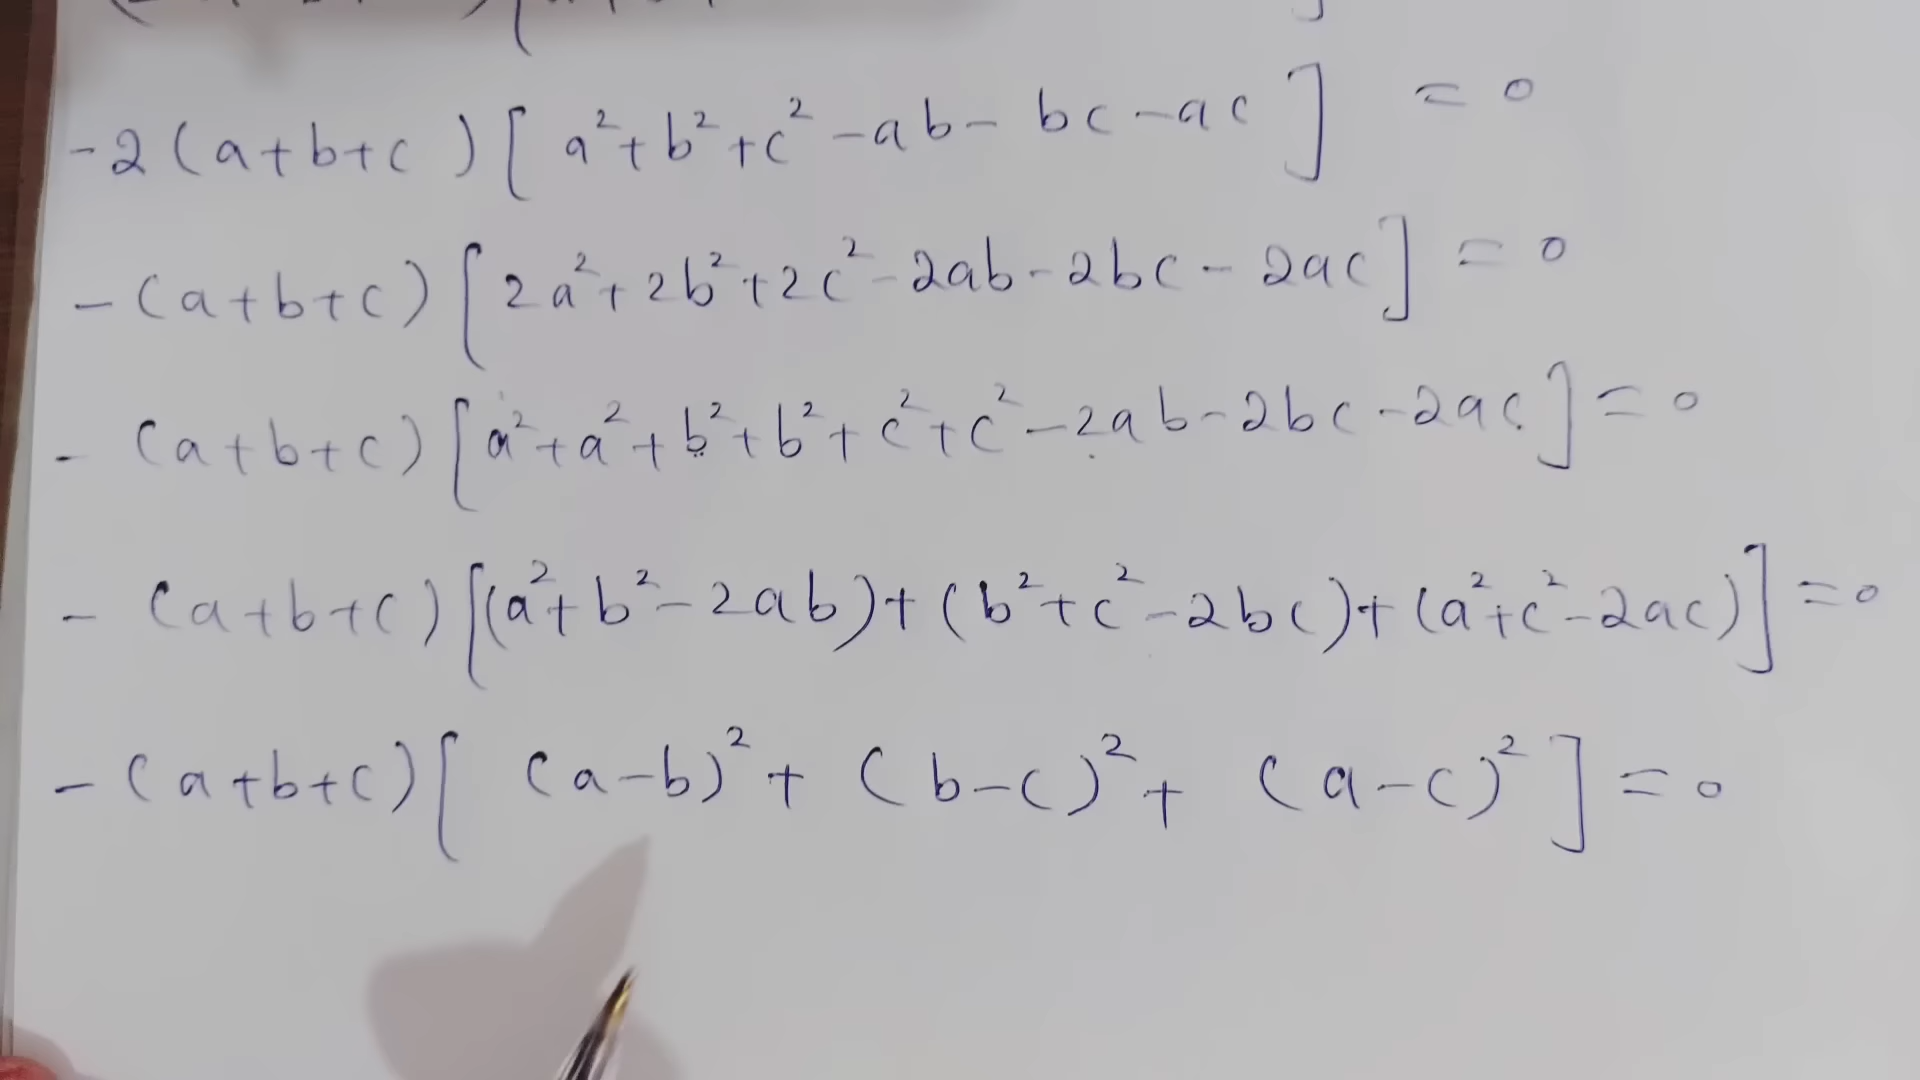 -2(a+b+c)[a²+b²+c²-ab-bc-ac] = 0
-(a+b+c)[2a²+2b²+2c²-2ab-2bc-2ac] = 0
-(a+b+c)[a²+a²+b²+b²+c²+c²-2ab-2bc-2ac] = 0
-(a+b+c)[(a²+b²-2ab)+(b²+c²-2bc)+(a²+c²-2ac)] = 0
-(a+b+c)[(a-b)²+(b-c)²+(a-c)²] = 0